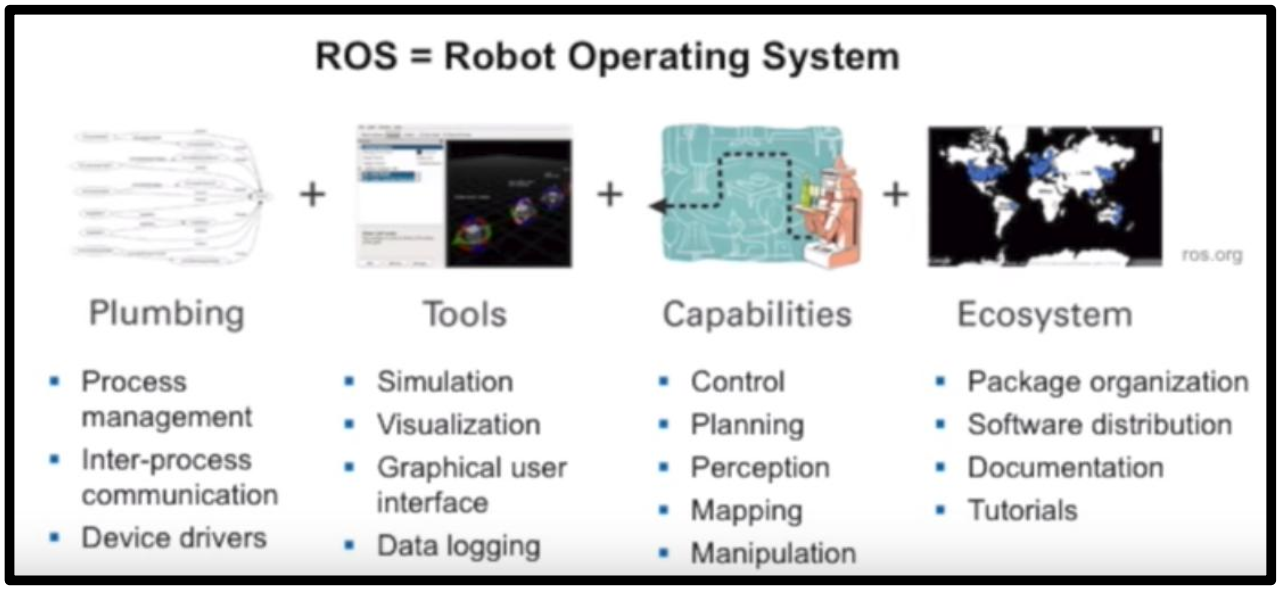 ROS = Robot Operating System
+
+
+
ros.org
Plumbing
Process
management
Inter-process
communication
Device drivers
Tools
Simulation
Visualization
Graphical user
interface
Data logging
Capabilities
Control
Planning
Perception
Mapping
Manipulation
Ecosystem
Package organization
Software distribution
Documentation
Tutorials